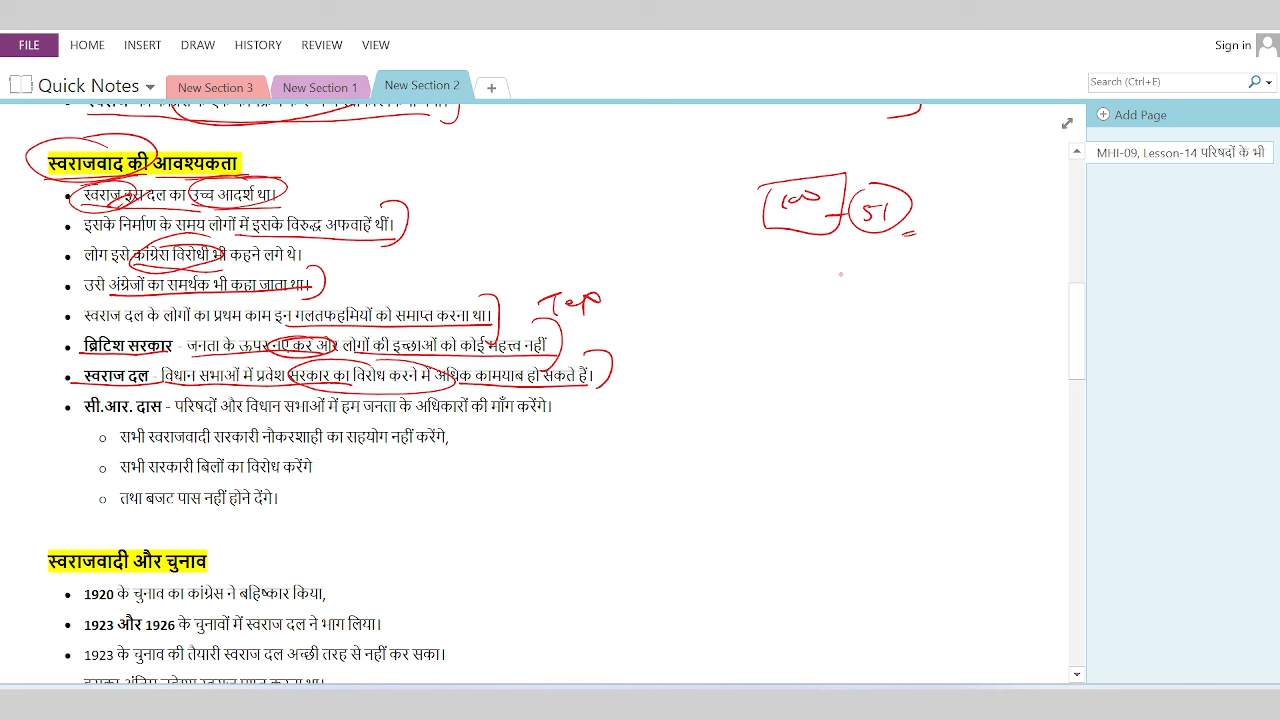 FILE HOME INSERT DRAW HISTORY REVIEW VIEW Sign in
Quick Notes New Section 3 New Section 1 New Section 2 + Search (Ctrl+E)
Add Page
MHI-09, Lesson-14 परिषदों के भी
स्वराजवाद की आवश्यकता
स्वराज इस दल का उच्च आदर्श था।
100 - 51
इसके निर्माण के समय लोगों में इसके विरुद्ध अफवाहें थीं।
लोग इसे कांग्रेस विरोधी भी कहने लगे थे।
उसे अंग्रेजों का समर्थक भी कहा जाता था।
स्वराज दल के लोगों का प्रथम काम इन गलतफहमियों को समाप्त करना था।
ब्रिटिश सरकार - जनता के ऊपर नए कर और लोगों की इच्छाओं को कोई महत्त्व नहीं
स्वराज दल - विधान सभाओं में प्रवेश सरकार का विरोध करने में अधिक कामयाब हो सकते हैं।
सी.आर. दास - परिषदों और विधान सभाओं में हम जनता के अधिकारों की माँग करेंगे।
सभी स्वराजवादी सरकारी नौकरशाही का सहयोग नहीं करेंगे,
सभी सरकारी बिलों का विरोध करेंगे
तथा बजट पास नहीं होने देंगे।
स्वराजवादी और चुनाव
1920 के चुनाव का कांग्रेस ने बहिष्कार किया,
1923 और 1926 के चुनावों में स्वराज दल ने भाग लिया।
1923 के चुनाव की तैयारी स्वराज दल अच्छी तरह से नहीं कर सका।